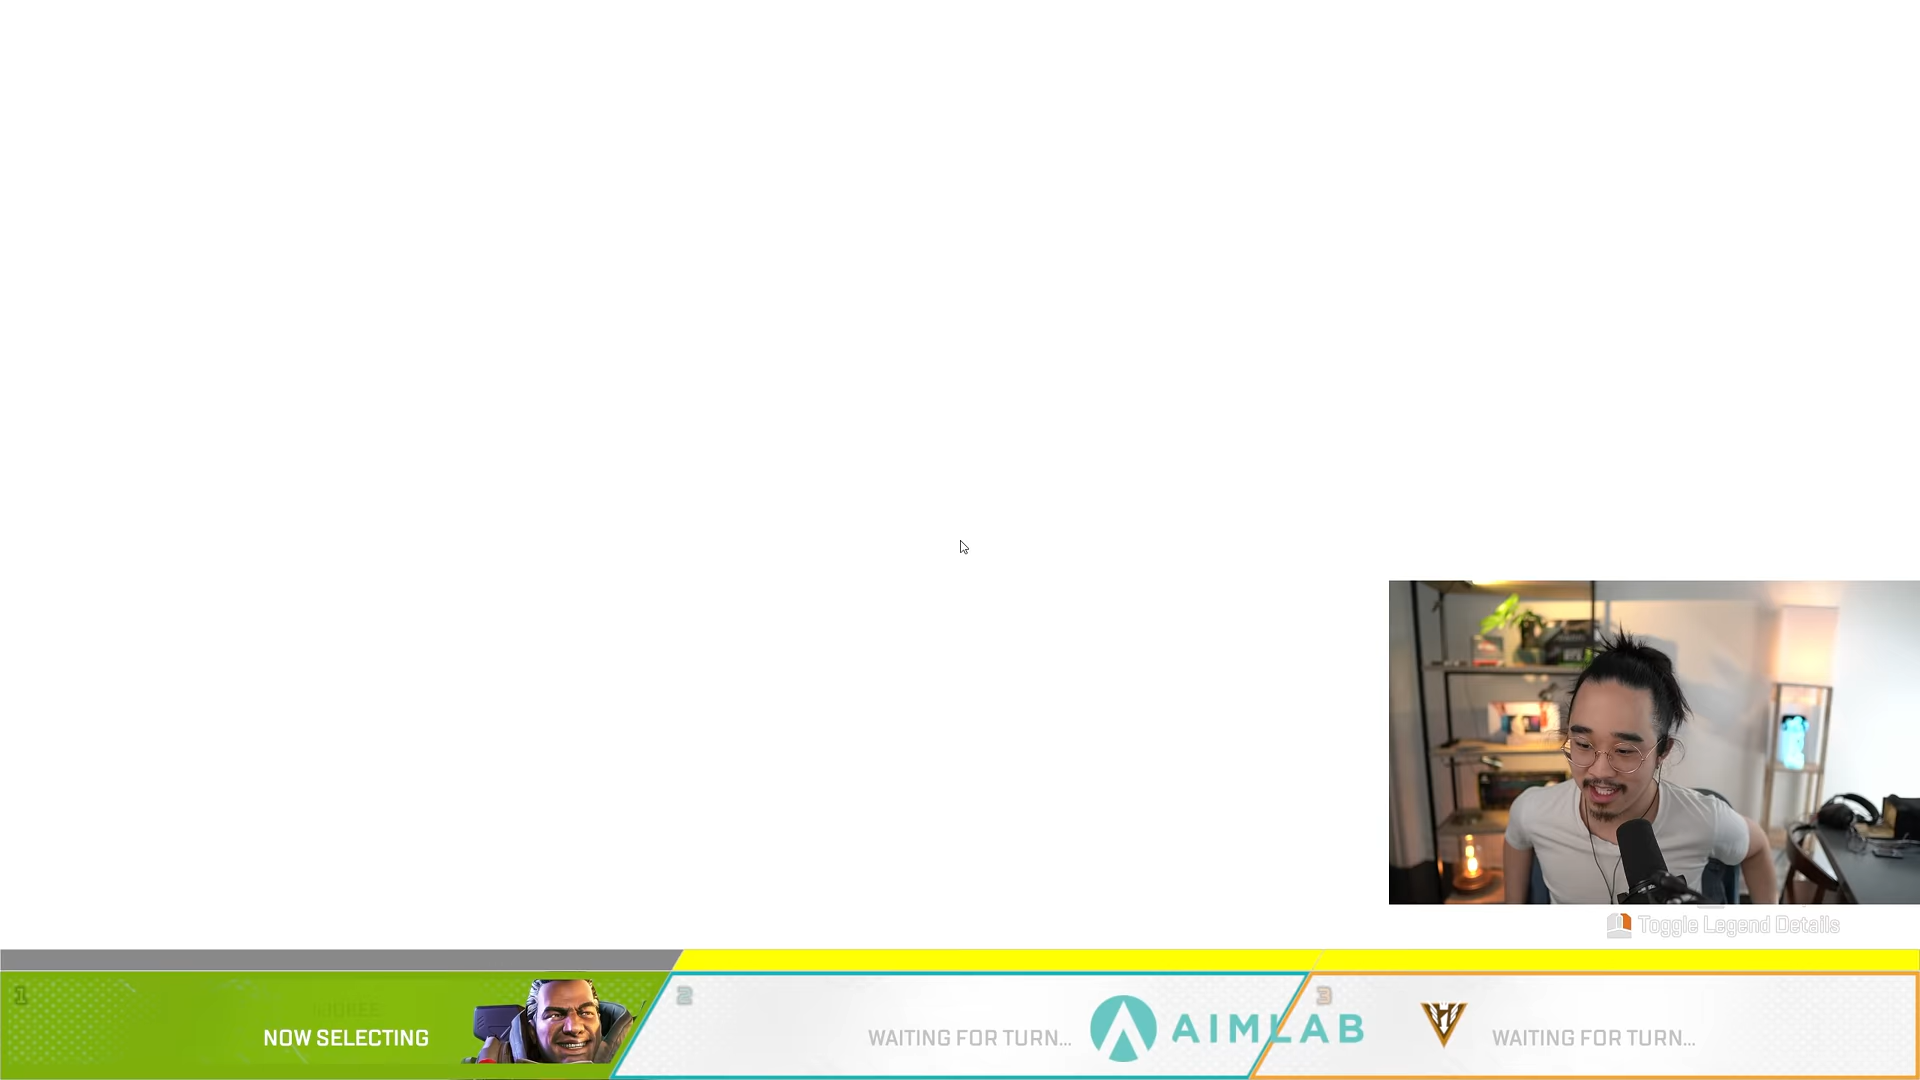 Toggle Legend Details
1
NOW SELECTING
2
WAITING FOR TURN...
AIMLAB
3
WAITING FOR TURN...